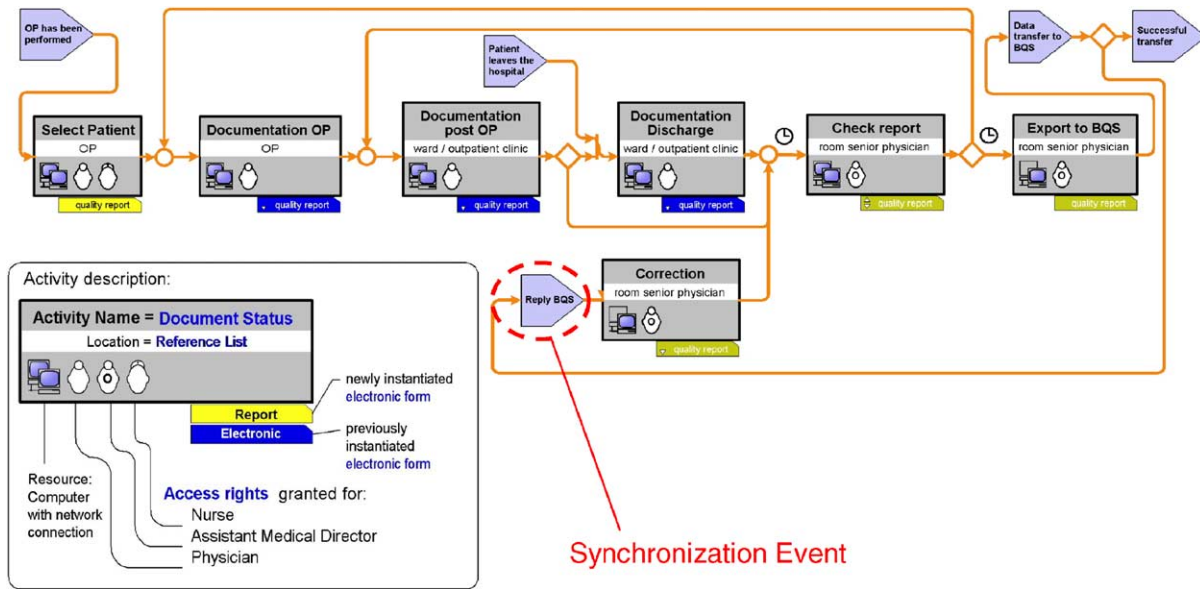 OP has been
performed
Patient
leaves the
hospital
Data
transfer to
BQS
Successful
transfer
Select Patient
OP
quality report
Documentation OP
OP
quality report
Documentation
post OP
ward / outpatient clinic
quality report
Documentation
Discharge
ward / outpatient clinic
quality report
Check report
room senior physician
quality report
Export to BQS
room senior physician
quality report
Reply BQS
Correction
room senior physician
quality report
Activity description:
Activity Name = Document Status
Location = Reference List
Report
Electronic
newly instantiated
electronic form
previously
instantiated
electronic form
Resource:
Computer
with network
connection
Access rights granted for:
Nurse
Assistant Medical Director
Physician
Synchronization Event